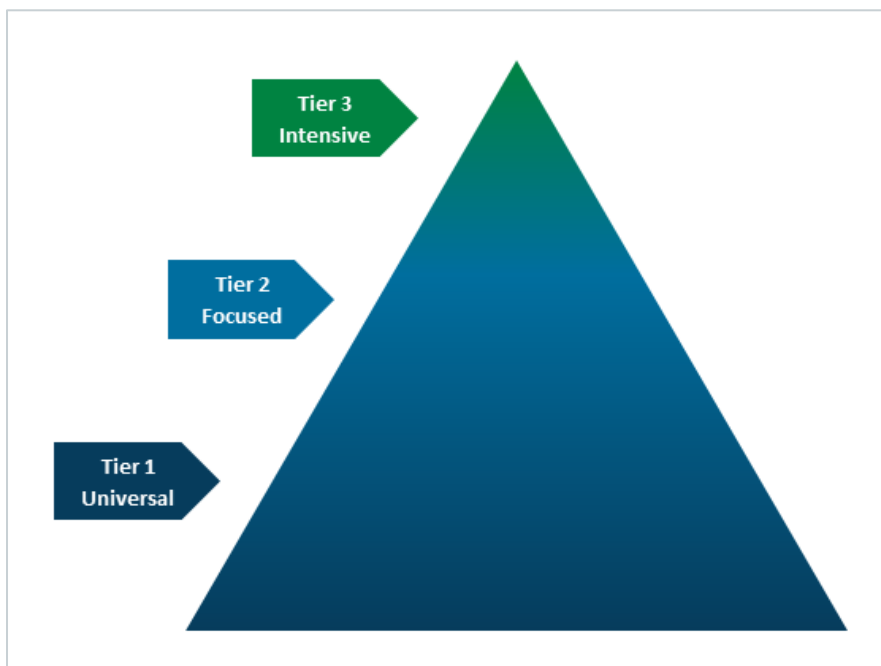 Tier 3
Intensive
Tier 2
Focused
Tier 1
Universal